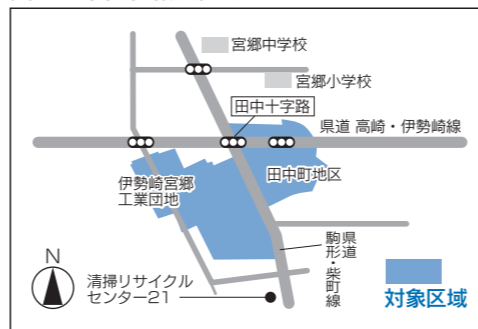 宮郷中学校
宮郷小学校
田中十字路
県道 高崎・伊勢崎線
伊勢崎宮郷
工業団地
田中町地区
県道
駒形・柴町線
N
清掃リサイクル
センター21
対象区域